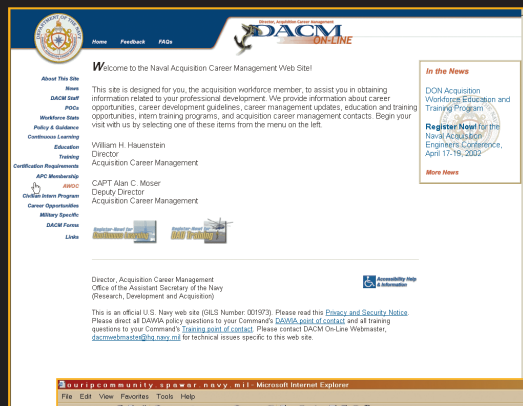 Director, Acquisition Career Management
DACM
ON-LINE
Home Feedback FAQs
About This Site
News
DACM Staff
POCs
Workforce Stats
Policy & Guidance
Continuous Learning
Education
Training
Certification Requirements
APC Membership
AWDC
Civilian Intern Program
Career Opportunities
Military Specific
DACM Forms
Links
Welcome to the Naval Acquisition Career Management Web Site!
This site is designed for you, the acquisition workforce member, to assist you in obtaining
information related to your professional development. We provide information about career
opportunities, career development guidelines, career management updates, education and training
opportunities, intern training programs, and acquisition career management contacts. Begin your
visit with us by selecting one of these items from the menu on the left.
William H. Hauenstein
Director
Acquisition Career Management
CAPT Alan C. Moser
Deputy Director
Acquisition Career Management
Register Now! for
Continuous Learning
Register Now! for
DAU Training
In the News
DON Acquisition
Workforce Education and
Training Program
Register Now! for the
Naval Acquisition
Engineers Conference,
April 17-19, 2002
More News
Director, Acquisition Career Management
Office of the Assistant Secretary of the Navy
(Research, Development and Acquisition)
Accessibility Help
& Information
This is an official U.S. Navy web site (GILS Number: 001973). Please read this Privacy and Security Notice.
Please direct all DAWIA policy questions to your Command's DAWIA point of contact and all training
questions to your Command's Training point of contact. Please contact DACM On-Line Webmaster,
dacmwebmaster@hq.navy.mil for technical issues specific to this web site.
ouripcommunity.spawar.navy.mil - Microsoft Internet Explorer
File Edit View Favorites Tools Help